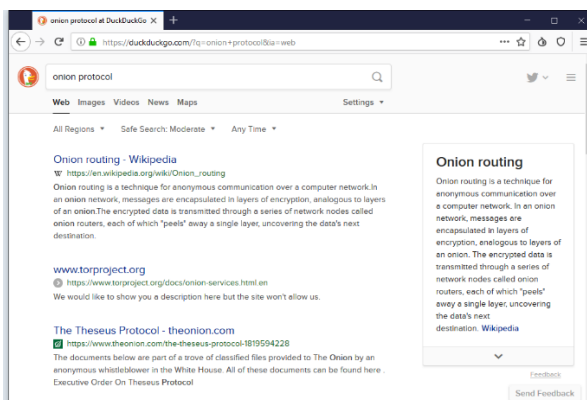 onion protocol at DuckDuckGo
https://duckduckgo.com/?q=onion+protocol&ia=web
onion protocol
Web Images Videos News Maps Settings
All Regions Safe Search: Moderate Any Time
Onion routing - Wikipedia
W https://en.wikipedia.org/wiki/Onion_routing
Onion routing is a technique for anonymous communication over a computer network.In
an onion network, messages are encapsulated in layers of encryption, analogous to layers
of an onion.The encrypted data is transmitted through a series of network nodes called
onion routers, each of which "peels" away a single layer, uncovering the data's next
destination.
www.torproject.org
https://www.torproject.org/docs/onion-services.html.en
We would like to show you a description here but the site won't allow us.
The Theseus Protocol - theonion.com
https://www.theonion.com/the-theseus-protocol-1819594228
The documents below are part of a trove of classified files provided to The Onion by an
anonymous whistleblower in the White House. All of these documents can be found here .
Executive Order On Theseus Protocol
Onion routing
Onion routing is a technique for
anonymous communication over
a computer network. In an onion
network, messages are
encapsulated in layers of
encryption, analogous to layers of
an onion. The encrypted data is
transmitted through a series of
network nodes called onion
routers, each of which "peels"
away a single layer, uncovering
the data's next
destination. Wikipedia
Feedback
Send Feedback